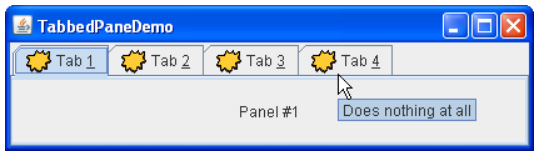 TabbedPaneDemo
Tab 1 Tab 2 Tab 3 Tab 4
Panel #1
Does nothing at all